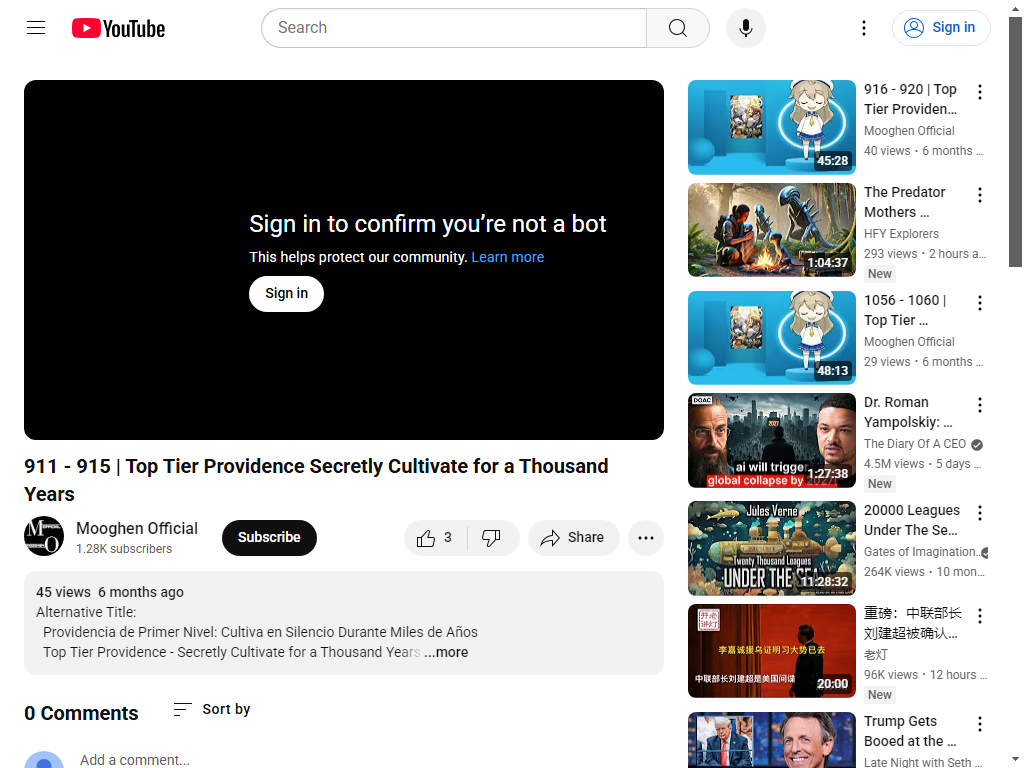 YouTube
Search
Sign in
Sign in to confirm you’re not a bot
This helps protect our community. Learn more
Sign in
911 - 915 | Top Tier Providence Secretly Cultivate for a Thousand
Years
Mooghen Official
1.28K subscribers
Subscribe
3
Share
45 views  6 months ago
Alternative Title:
Providencia de Primer Nivel: Cultiva en Silencio Durante Miles de Años
Top Tier Providence - Secretly Cultivate for a Thousand Years ...more
0 Comments
Sort by
Add a comment...
45:28
916 - 920 | Top
Tier Providen...
Mooghen Official
40 views • 6 months ...
1:04:37
The Predator
Mothers ...
HFY Explorers
293 views • 2 hours a...
New
48:13
1056 - 1060 |
Top Tier ...
Mooghen Official
29 views • 6 months ...
DOAC
2027
ai will trigger
global collapse by 2027!
1:27:38
Dr. Roman
Yampolskiy: ...
The Diary Of A CEO
4.5M views • 5 days ...
New
Jules Verne
Twenty Thousand Leagues
UNDER THE SEA
11:28:32
20000 Leagues
Under The Se...
Gates of Imagination...
264K views • 10 mon...
李嘉诚援乌证明习大势已去
中联部长刘建超是美国间谍
20:00
重磅：中联部长
刘建超被确认...
老灯
96K views • 12 hours ...
New
Trump Gets
Booed at the ...
Late Night with Seth ...